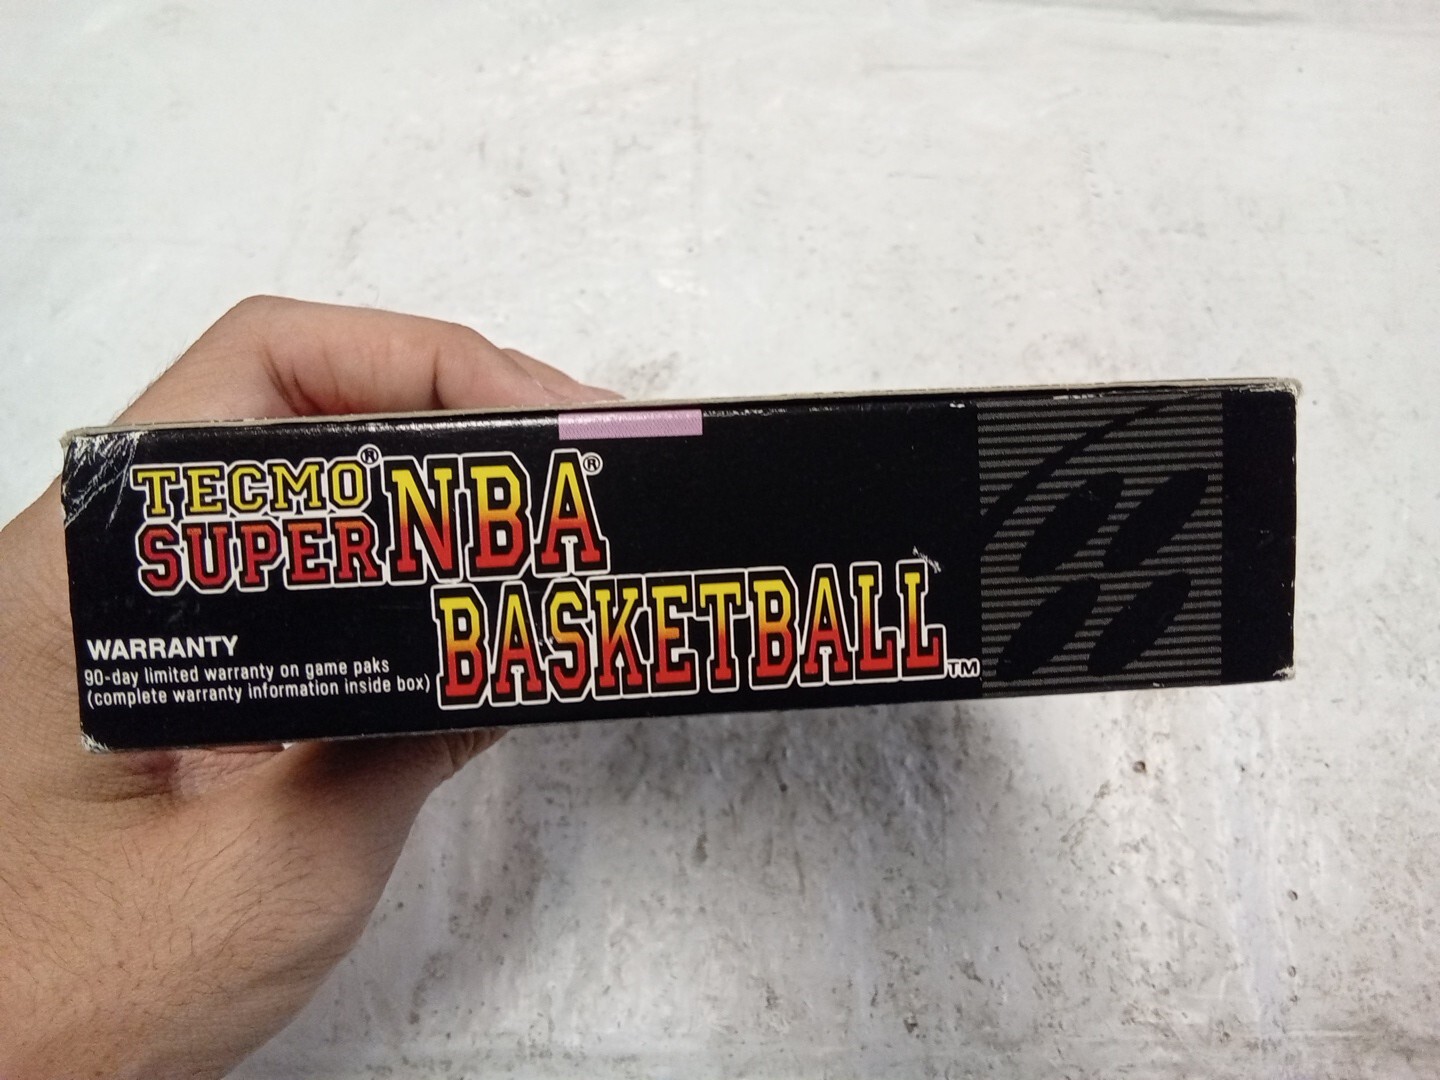 TECMO®
SUPER NBA®
BASKETBALL™
WARRANTY
90-day limited warranty on game paks
(complete warranty information inside box)